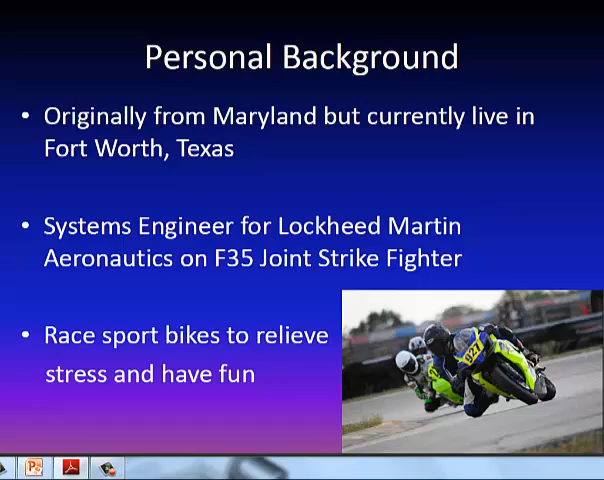 Personal Background
• Originally from Maryland but currently live in
Fort Worth, Texas
• Systems Engineer for Lockheed Martin
Aeronautics on F35 Joint Strike Fighter
• Race sport bikes to relieve
stress and have fun
927